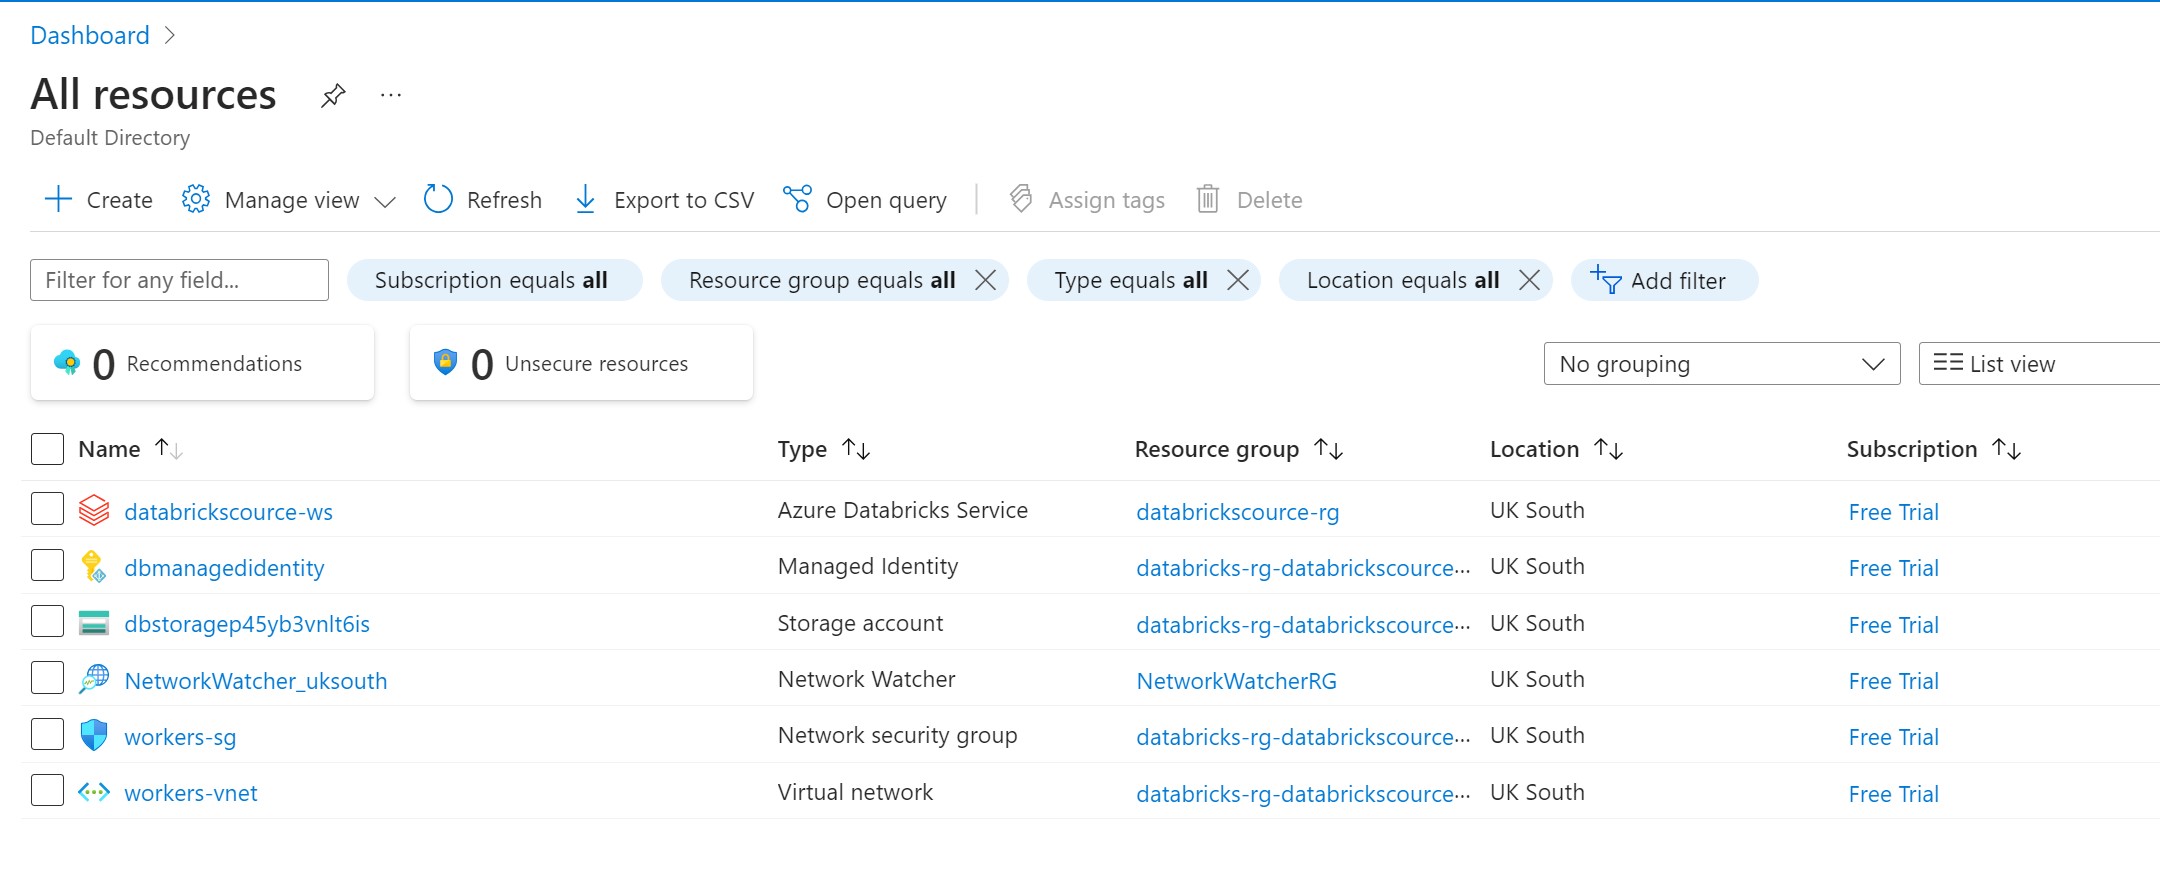 Dashboard
All resources ...
Default Directory
Create Manage view Refresh Export to CSV Open query Assign tags Delete
Filter for any field... Subscription equals all Resource group equals all Type equals all Location equals all Add filter
0 Recommendations 0 Unsecure resources No grouping List view
Name Type Resource group Location Subscription
databrickscource-ws Azure Databricks Service databrickscource-rg UK South Free Trial
dbmanagedidentity Managed Identity databricks-rg-databrickscource... UK South Free Trial
dbstoragep45yb3vnlt6is Storage account databricks-rg-databrickscource... UK South Free Trial
NetworkWatcher_uksouth Network Watcher NetworkWatcherRG UK South Free Trial
workers-sg Network security group databricks-rg-databrickscource... UK South Free Trial
workers-vnet Virtual network databricks-rg-databrickscource... UK South Free Trial